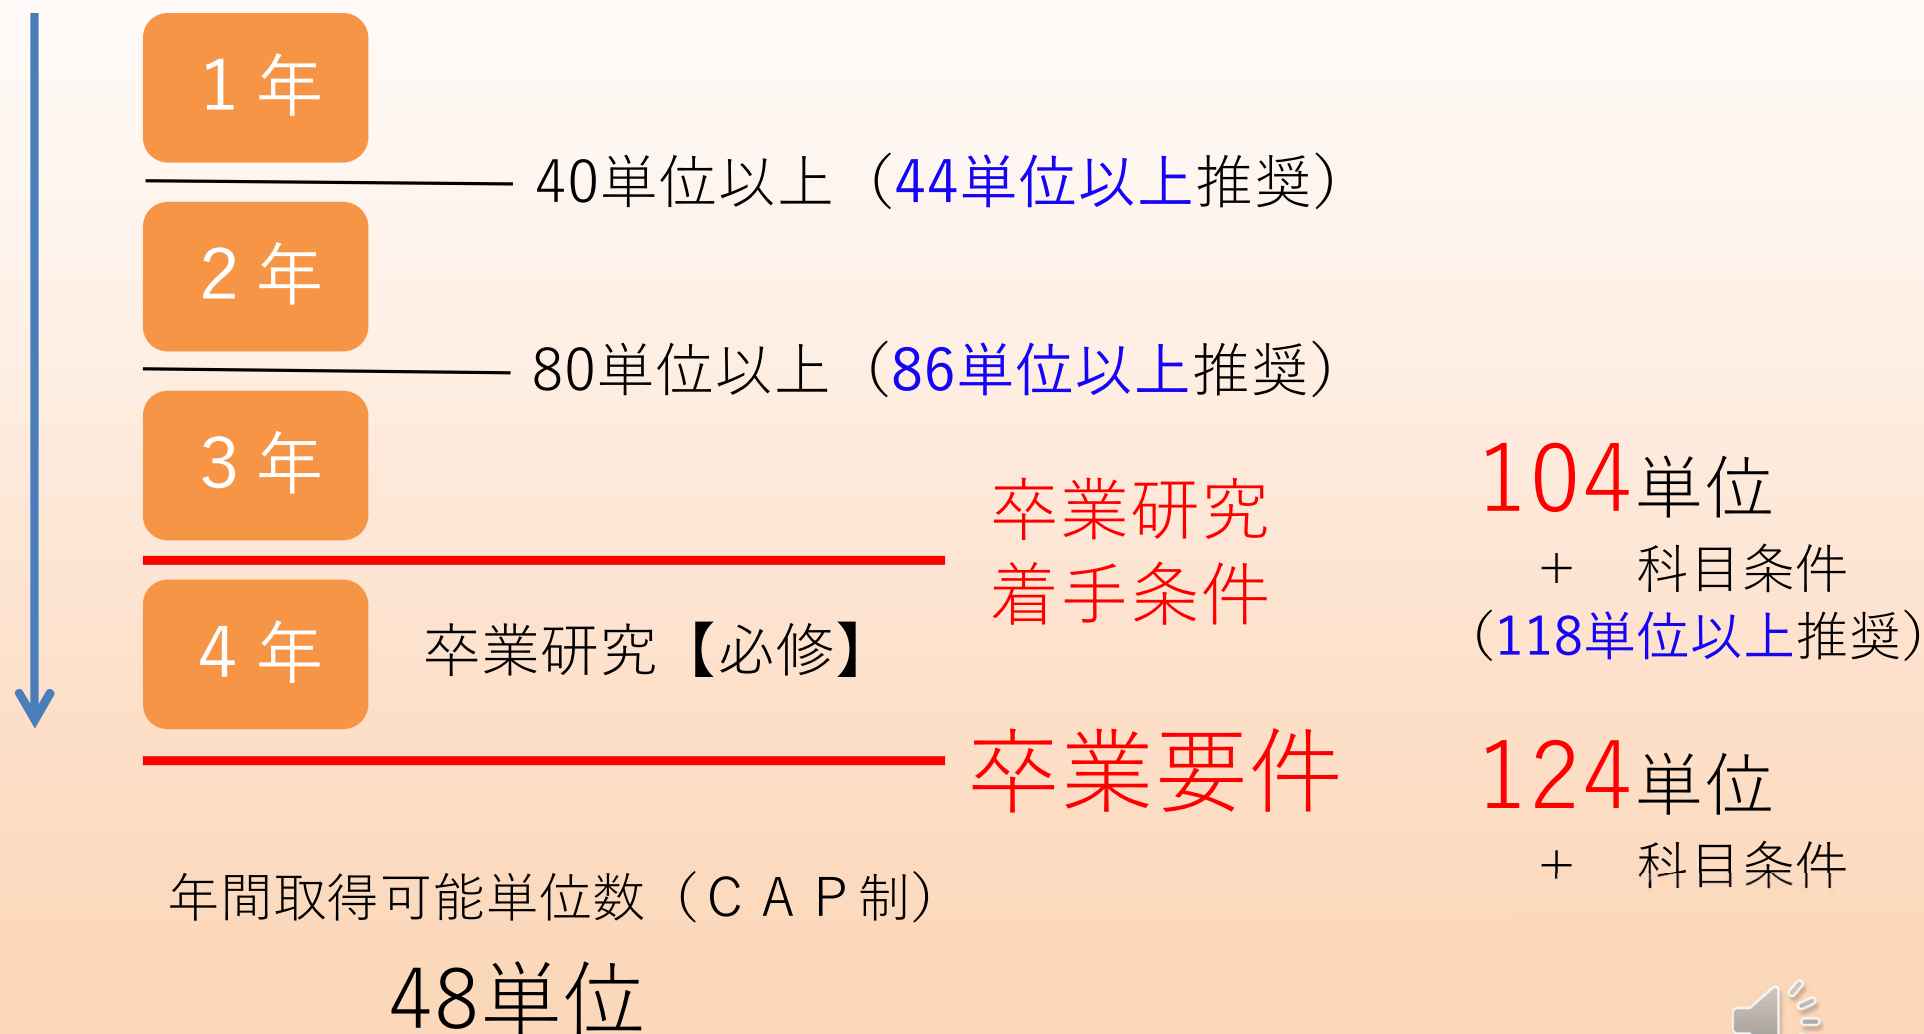 １年
40単位以上（44単位以上推奨）
２年
80単位以上（86単位以上推奨）
３年
卒業研究
着手条件
104単位
＋　科目条件
（118単位以上推奨）
４年
卒業研究【必修】
卒業要件
124単位
＋　科目条件
年間取得可能単位数（ＣＡＰ制）
48単位